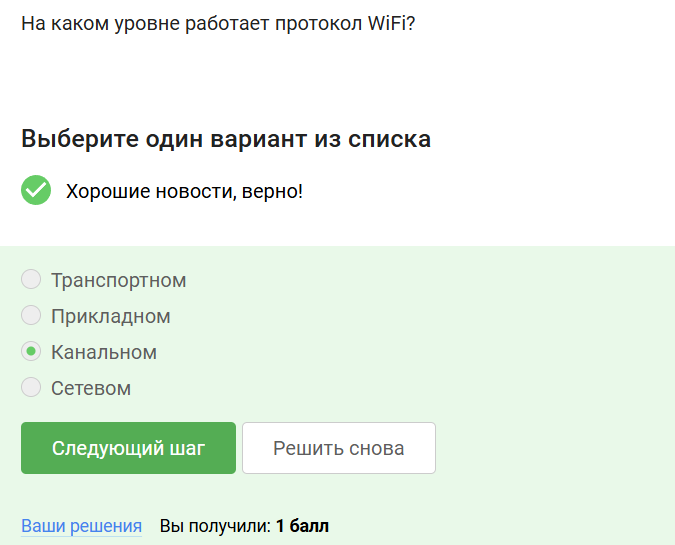 На каком уровне работает протокол WiFi?
Выберите один вариант из списка
Хорошие новости, верно!
Транспортном
Прикладном
Канальном
Сетевом
Следующий шаг Решить снова
Ваши решения Вы получили: 1 балл